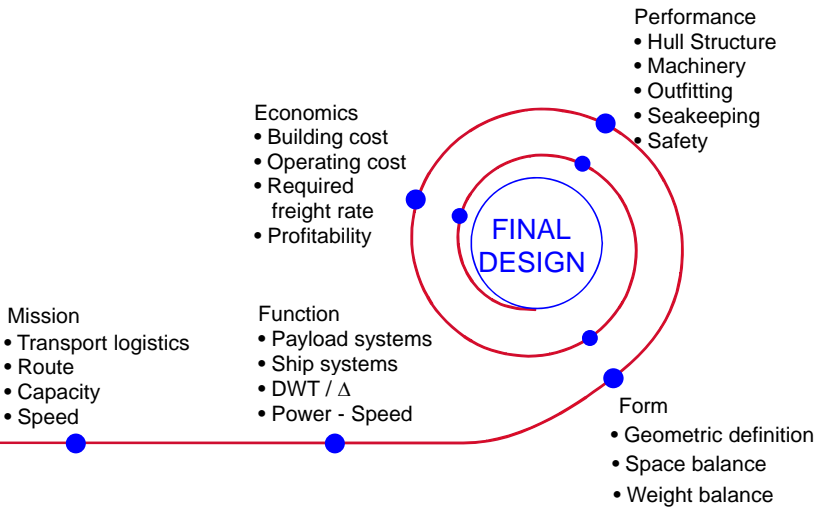 Performance
• Hull Structure
• Machinery
• Outfitting
• Seakeeping
• Safety
Economics
• Building cost
• Operating cost
• Required
freight rate
• Profitability
FINAL
DESIGN
Mission
• Transport logistics
• Route
• Capacity
• Speed
Function
• Payload systems
• Ship systems
• DWT / Δ
• Power - Speed
Form
• Geometric definition
• Space balance
• Weight balance